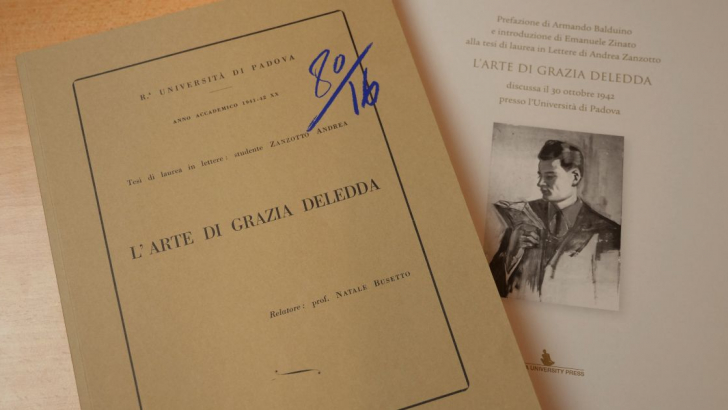 R.ª UNIVERSITÀ DI PADOVA
ANNO ACCADEMICO 1941-42 XX
80/16
Tesi di laurea in lettere: studente ZANZOTTO ANDREA
L'ARTE DI GRAZIA DELEDDA
Relatore: prof. NATALE BUSETTO
Prefazione di Armando Balduino
e introduzione di Emanuele Zinato
alla tesi di laurea in Lettere di Andrea Zanzotto
L'ARTE DI GRAZIA DELEDDA
discussa il 30 ottobre 1942
presso l'Università di Padova
UNIVERSITY PRESS